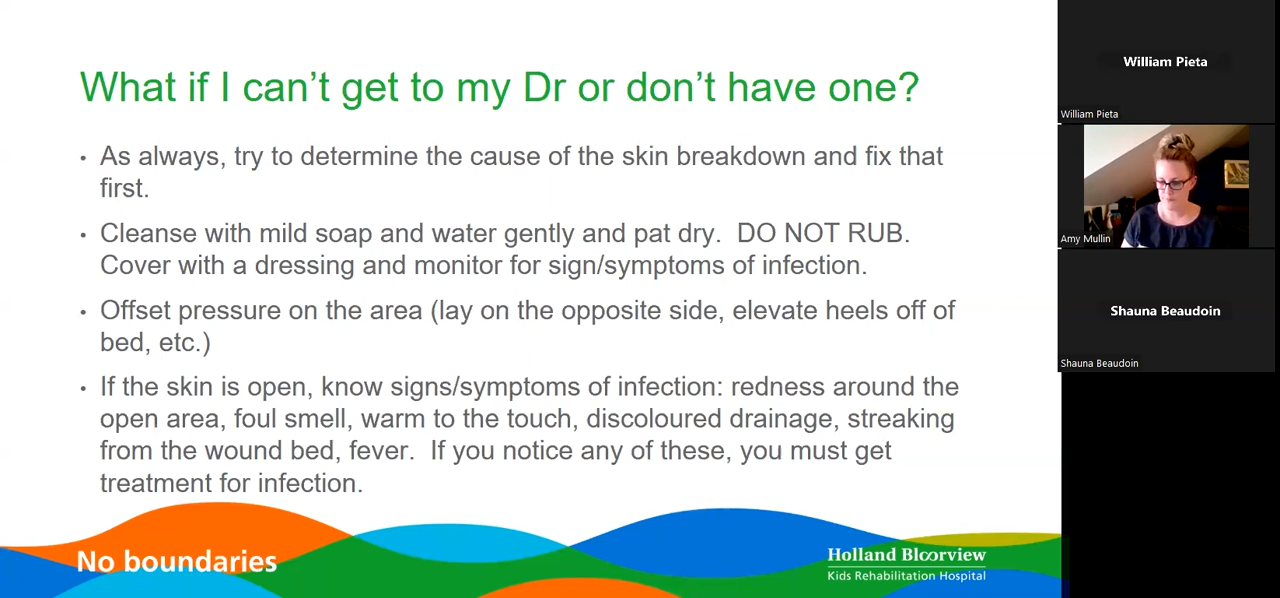 What if I can't get to my Dr or don't have one?
• As always, try to determine the cause of the skin breakdown and fix that
first.
• Cleanse with mild soap and water gently and pat dry.  DO NOT RUB.
Cover with a dressing and monitor for sign/symptoms of infection.
• Offset pressure on the area (lay on the opposite side, elevate heels off of
bed, etc.)
• If the skin is open, know signs/symptoms of infection: redness around the
open area, foul smell, warm to the touch, discoloured drainage, streaking
from the wound bed, fever.  If you notice any of these, you must get
treatment for infection.
No boundaries
Holland Bloorview
Kids Rehabilitation Hospital
William Pieta
William Pieta
Amy Mullin
Shauna Beaudoin
Shauna Beaudoin